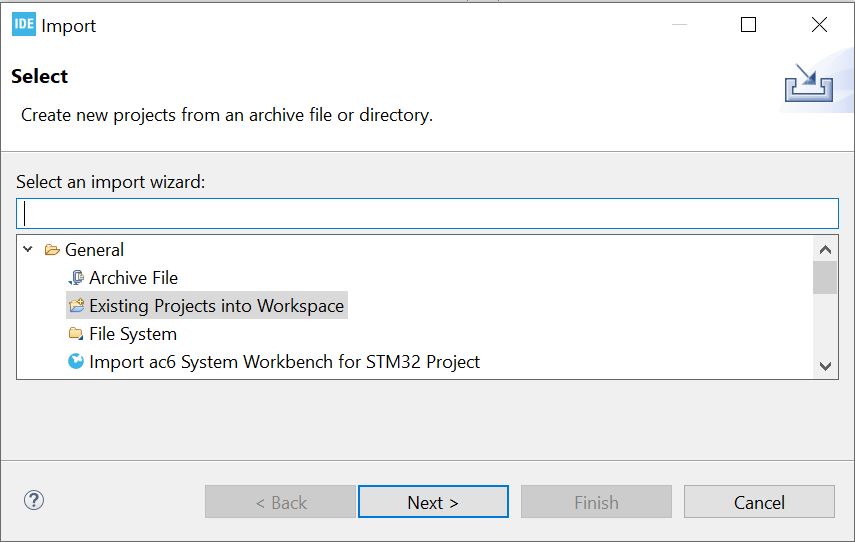 IDE Import
Select
Create new projects from an archive file or directory.
Select an import wizard:
General
Archive File
Existing Projects into Workspace
File System
Import ac6 System Workbench for STM32 Project
?
< Back
Next >
Finish
Cancel